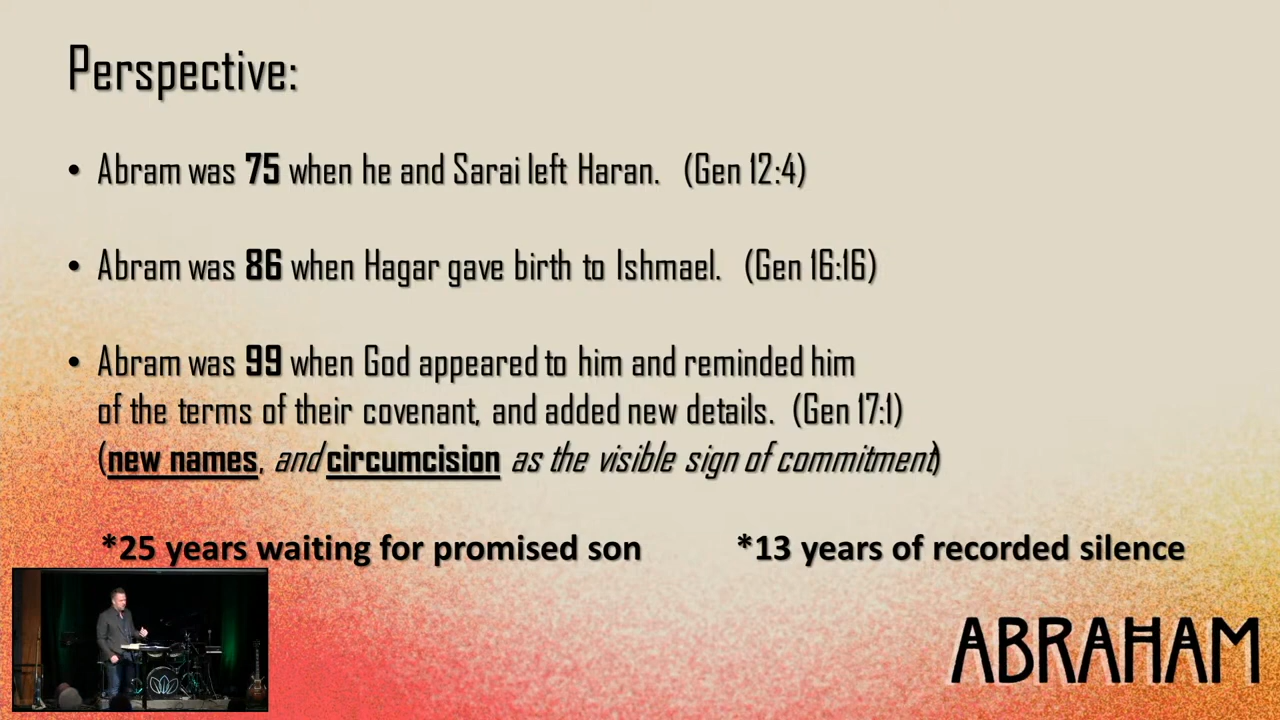 Perspective:
• Abram was 75 when he and Sarai left Haran. (Gen 12:4)
• Abram was 86 when Hagar gave birth to Ishmael. (Gen 16:16)
• Abram was 99 when God appeared to him and reminded him
of the terms of their covenant, and added new details. (Gen 17:1)
(new names, and circumcision as the visible sign of commitment)
*25 years waiting for promised son *13 years of recorded silence
ABRAHAM